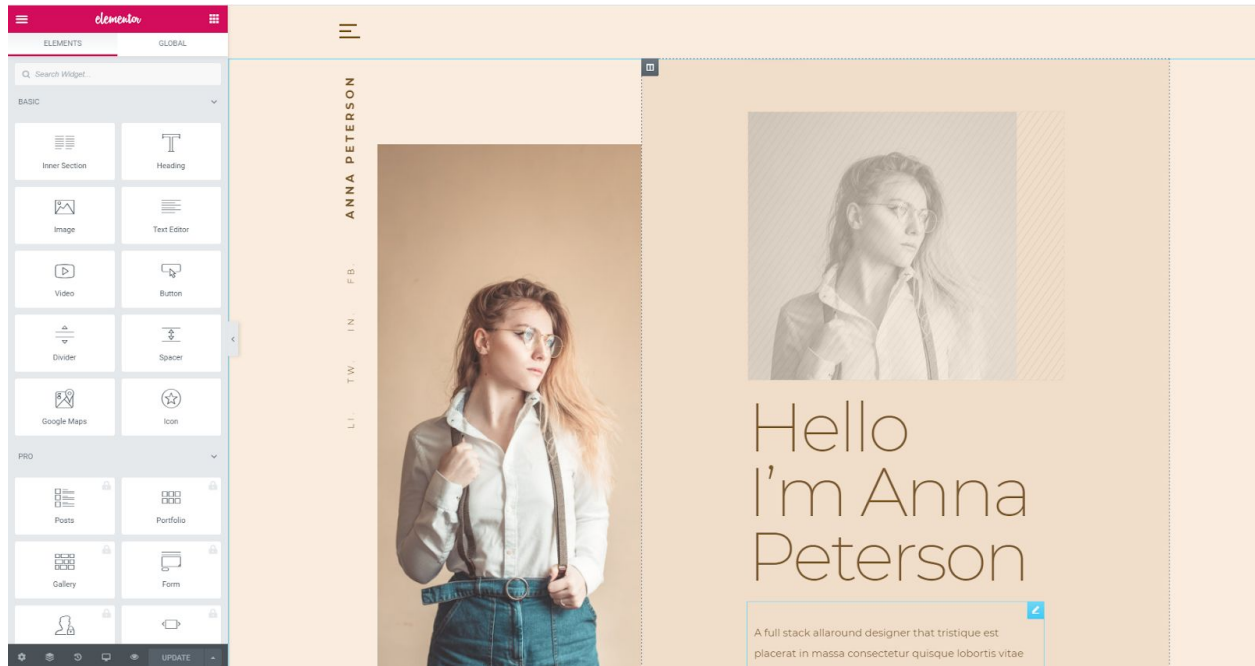 elementor
ELEMENTS
GLOBAL
Search Widget...
BASIC
Inner Section
Heading
Image
Text Editor
Video
Button
Divider
Spacer
Google Maps
Icon
PRO
Posts
Portfolio
Gallery
Form
UPDATE
ANNA PETERSON
FB.
IN.
TW.
LI.
Hello
I'm Anna
Peterson
A full stack allaround designer that tristique est
placerat in massa consectetur quisque lobortis vitae